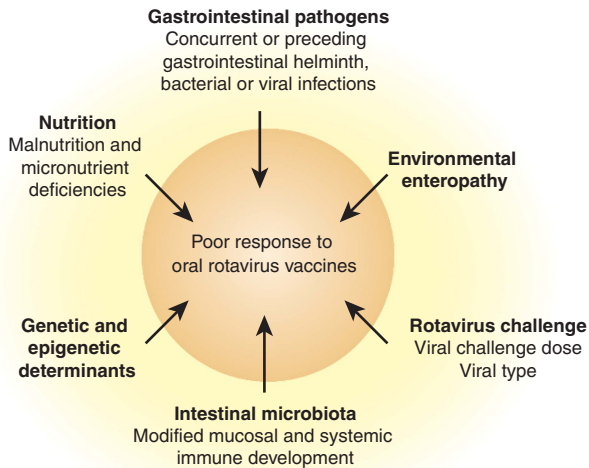 Gastrointestinal pathogens
Concurrent or preceding
gastrointestinal helminth,
bacterial or viral infections
Nutrition
Malnutrition and
micronutrient
deficiencies
Environmental
enteropathy
Poor response to
oral rotavirus vaccines
Genetic and
epigenetic
determinants
Rotavirus challenge
Viral challenge dose
Viral type
Intestinal microbiota
Modified mucosal and systemic
immune development